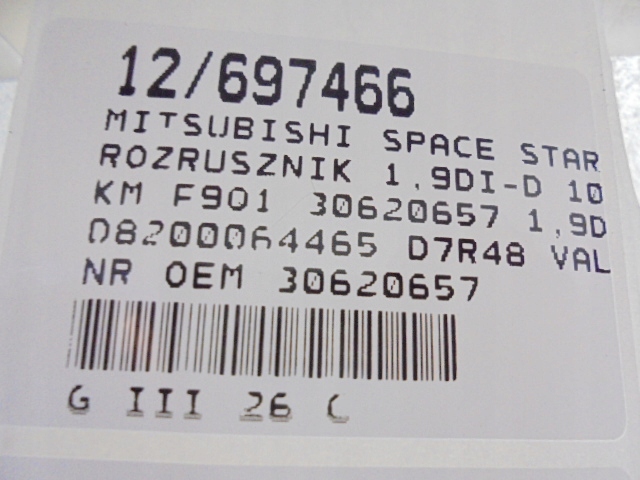 12/697466
MITSUBISHI SPACE STAR
ROZRUSZNIK 1,9DI-D 10
KM F9Q1 30620657 1,9D
D8200064465 D7R48 VAL
NR OEM 30620657
G III 26 C